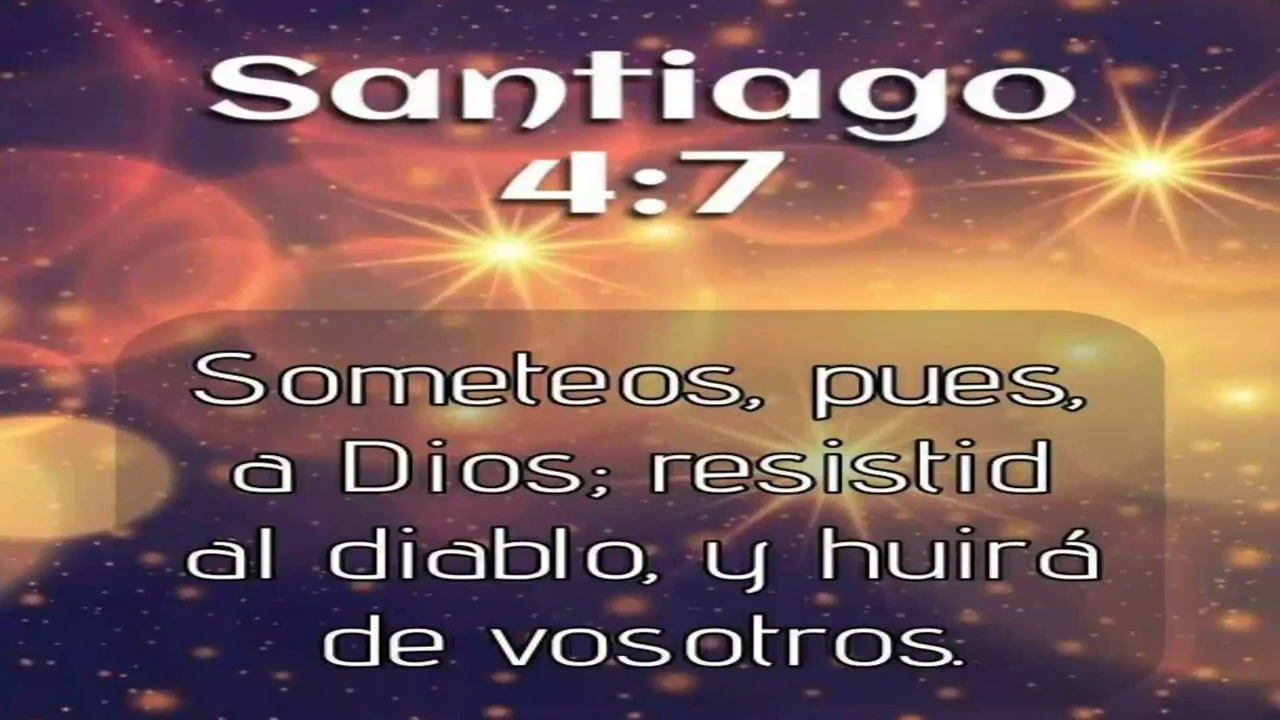 Santiago
4:7
Someteos, pues,
a Dios; resistid
al diablo, y huirá
de vosotros.